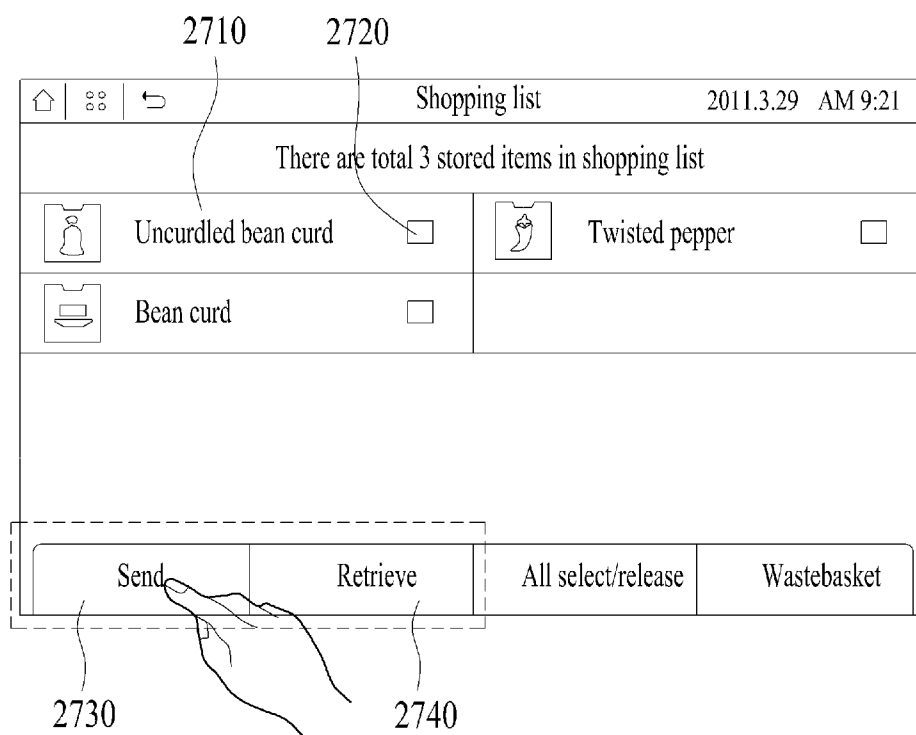 2710 2720
Shopping list 2011.3.29 AM 9:21
There are total 3 stored items in shopping list
Uncurdled bean curd Twisted pepper
Bean curd
Send Retrieve All select/release Wastebasket
2730 2740